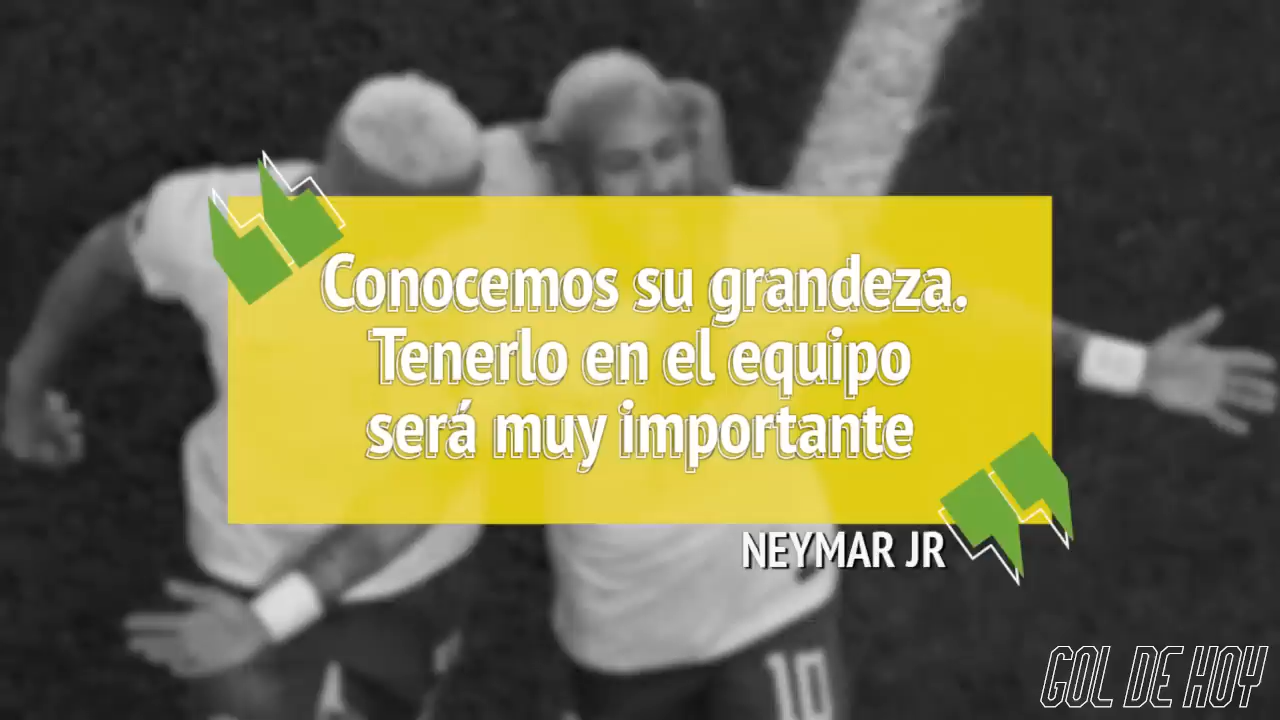 Conocemos su grandeza.
Tenerlo en el equipo
será muy importante
NEYMAR JR
10
GOL DE HOY